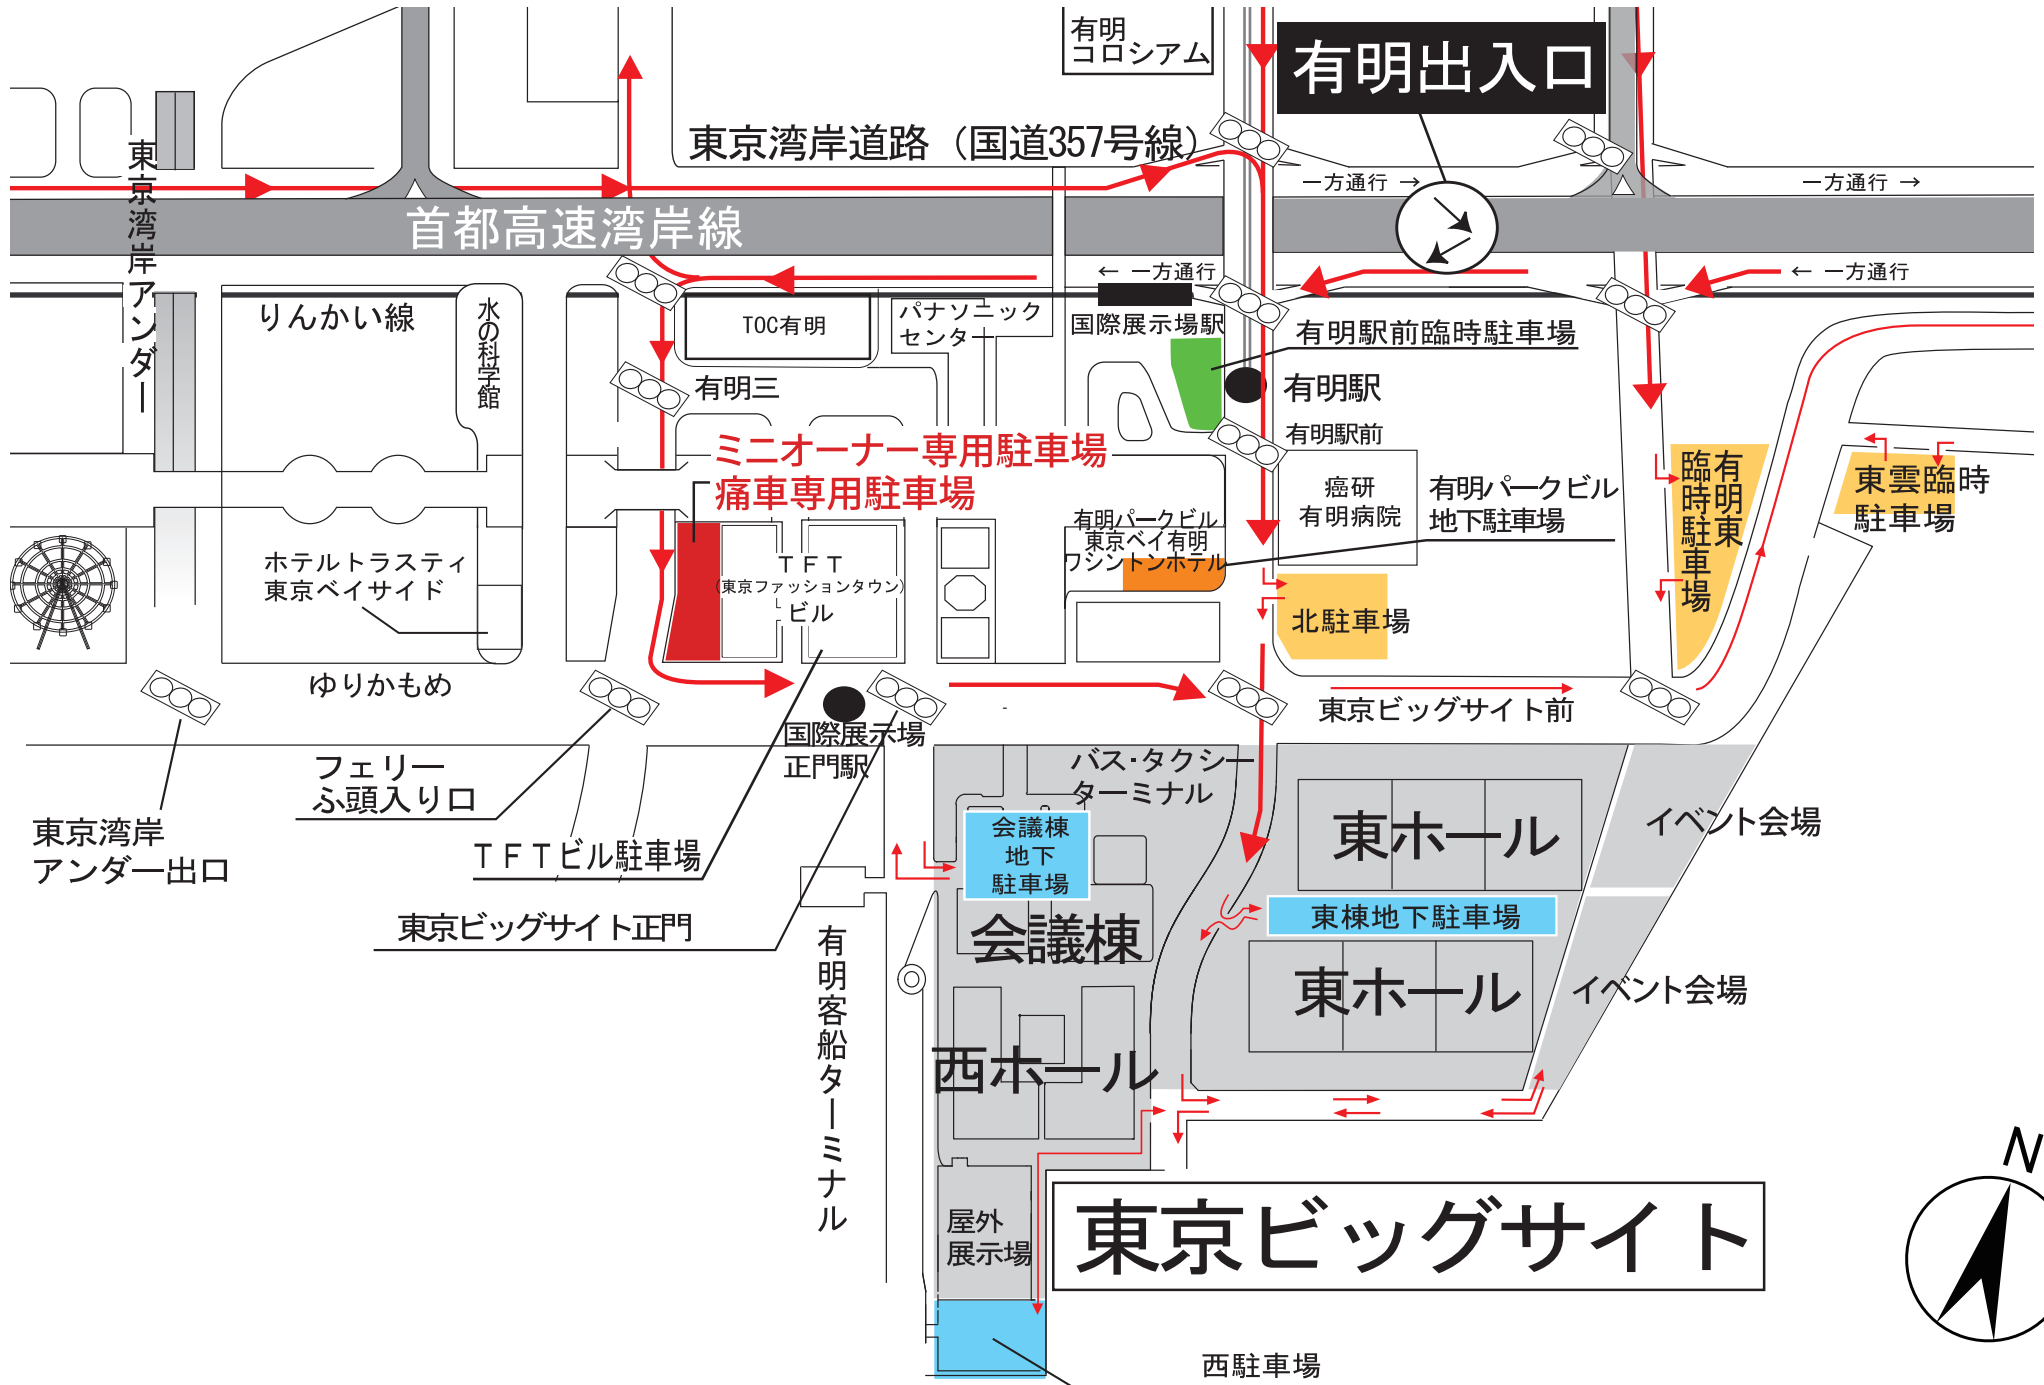 有明
コロシアム
有明出入口
東京湾岸道路（国道357号線）
一方通行 →
一方通行 →
首都高速湾岸線
← 一方通行
← 一方通行
東京湾岸アンダー
りんかい線
水の科学館
TOC有明
パナソニック
センター
国際展示場駅
有明駅前臨時駐車場
有明三
有明駅
有明駅前
ミニオーナー専用駐車場
痛車専用駐車場
癌研
有明病院
有明パークビル
地下駐車場
有明東
臨時駐車場
東雲臨時
駐車場
有明パークビル
東京ベイ有明
ワシントンホテル
ホテルトラスティ
東京ベイサイド
TFT
（東京ファッションタウン）
ビル
北駐車場
ゆりかもめ
東京ビッグサイト前
国際展示場
正門駅
フェリー
ふ頭入り口
東京湾岸
アンダー出口
TFTビル駐車場
東京ビッグサイト正門
バス・タクシー
ターミナル
会議棟
地下
駐車場
会議棟
東ホール
イベント会場
東棟地下駐車場
東ホール
イベント会場
有明客船ターミナル
西ホール
屋外
展示場
東京ビッグサイト
西駐車場
N